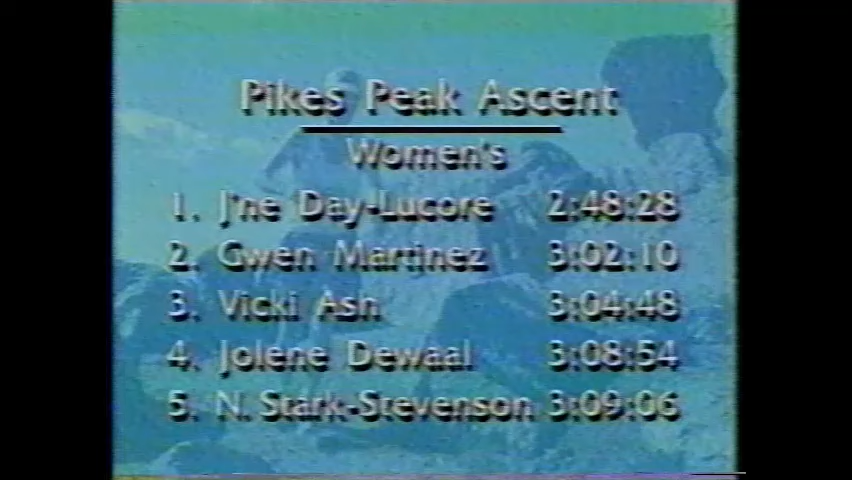 Pikes Peak Ascent
Women's
1. J'ne Day-Lucore 2:48:28
2. Gwen Martinez 3:02:10
3. Vicki Ash 3:04:48
4. Jolene Dewaal 3:08:54
5. N. Stark-Stevenson 3:09:06